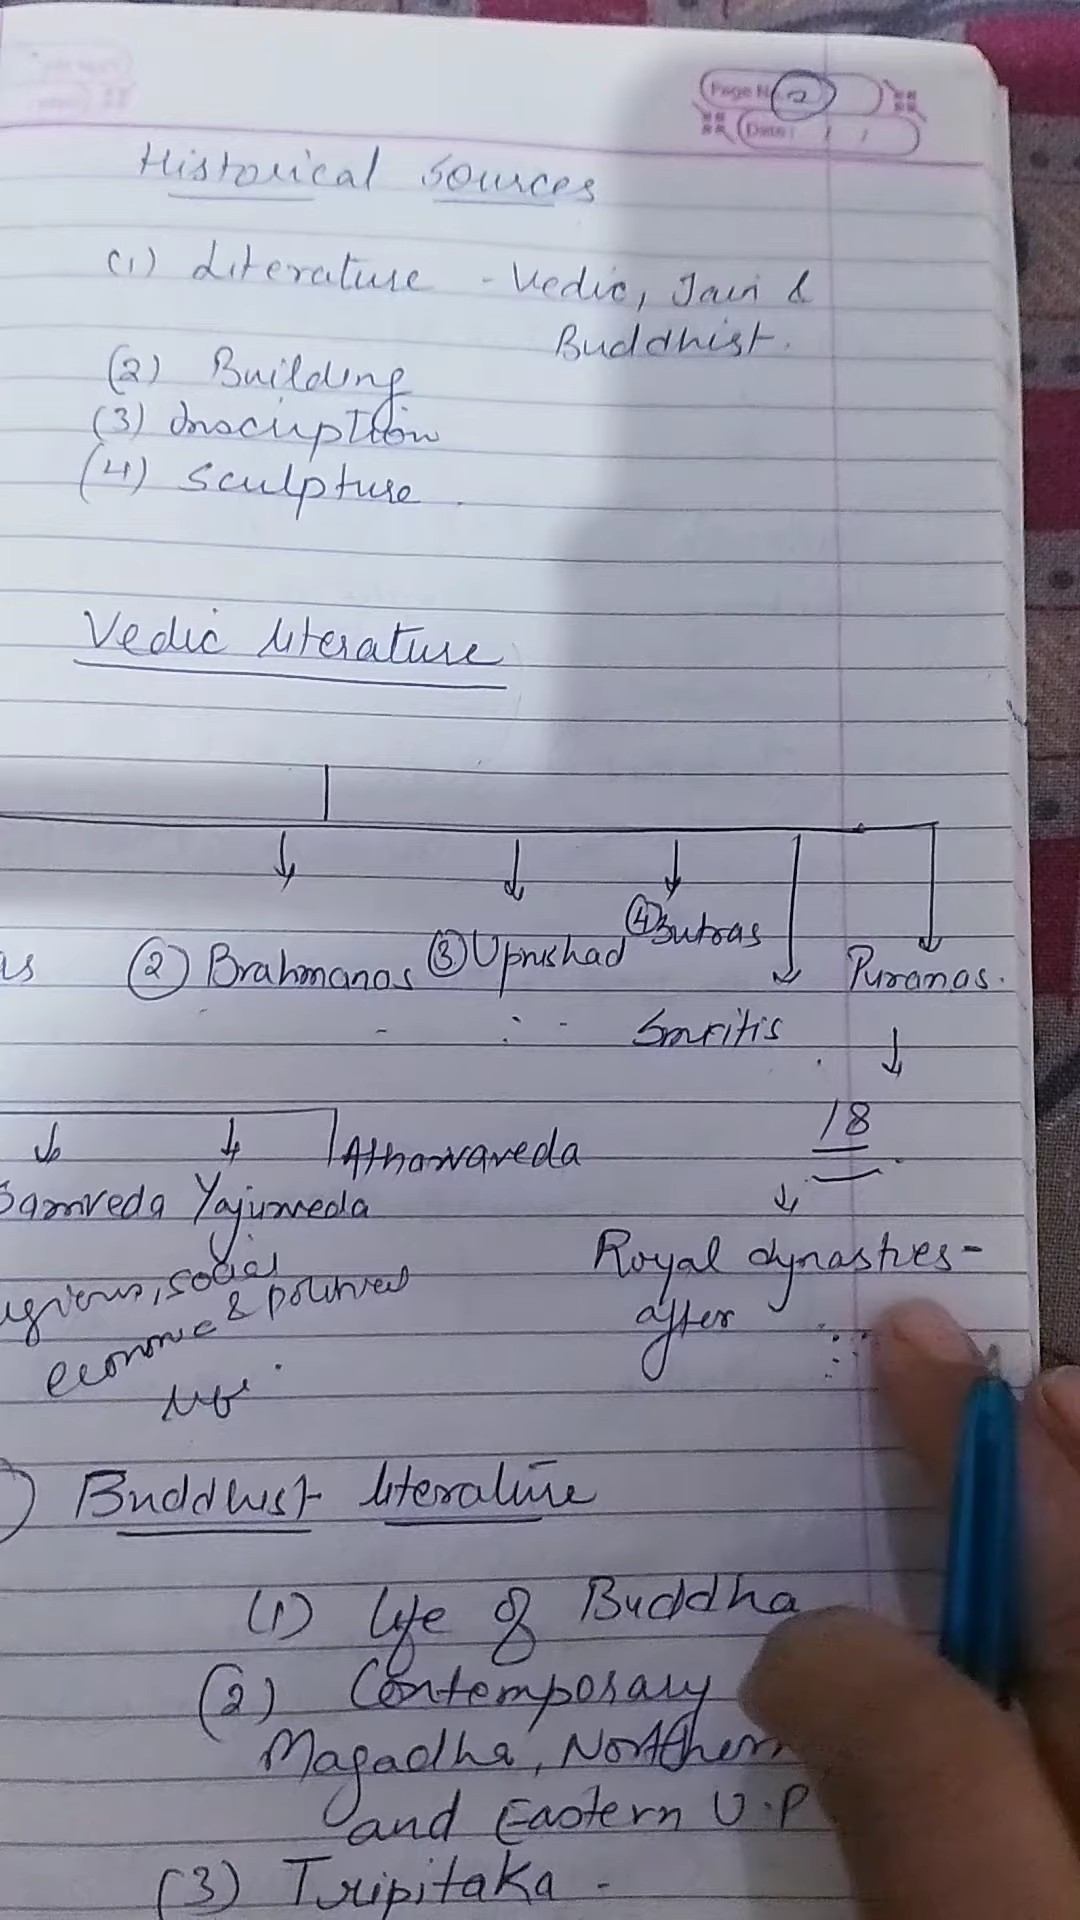 Page No. 2
Date: / /
Historical Sources
(1) Literature - Vedic, Jain &
Buddhist.
(2) Building
(3) Inscription
(4) Sculpture.
Vedic literature
as ② Brahmanas ③ Upnishad ④ Sutras
Smritis
Puranas.
18
Samveda Yajurveda Atharvaveda
social
economic & political
life
Royal dynasties -
after
Buddhist literature
(1) life of Buddha
(2) Contemporary
Magadha, Northern
and Eastern U.P
(3) Tripitaka -